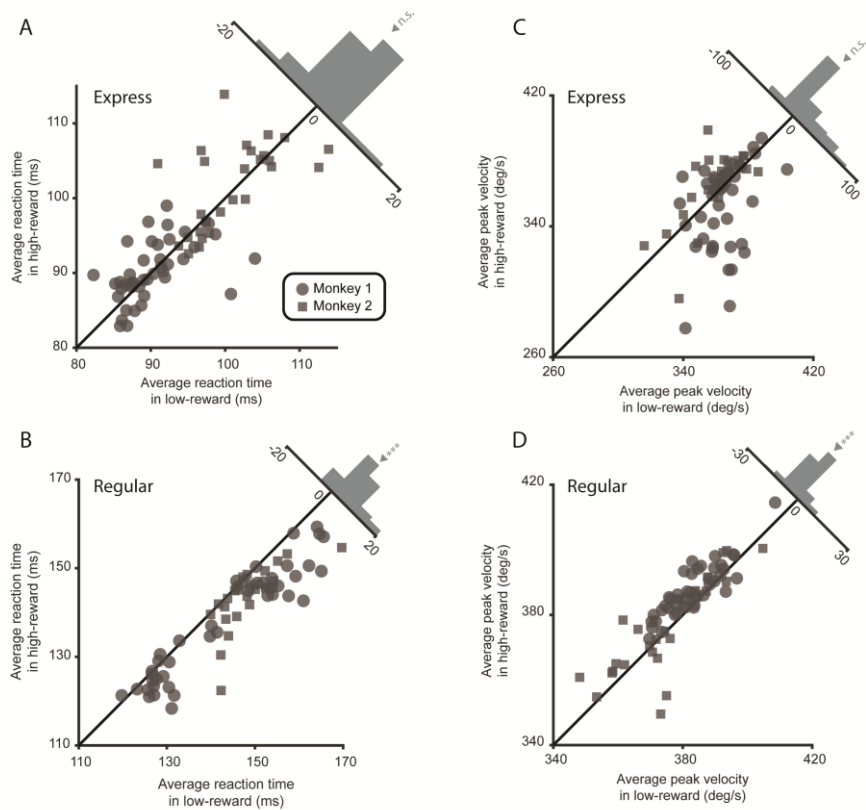 A
Express
Average reaction time
in high-reward (ms)
110
100
90
80
80
90
100
110
Average reaction time
in low-reward (ms)
-20
0
20
n.s.
Monkey 1
Monkey 2
C
Express
Average peak velocity
in high-reward (deg/s)
420
340
260
260
340
420
Average peak velocity
in low-reward (deg/s)
-100
0
100
n.s.
B
Regular
Average reaction time
in high-reward (ms)
170
150
130
110
110
130
150
170
Average reaction time
in low-reward (ms)
-20
0
20
***
D
Regular
Average peak velocity
in high-reward (deg/s)
420
380
340
340
380
420
Average peak velocity
in low-reward (deg/s)
-30
0
30
***